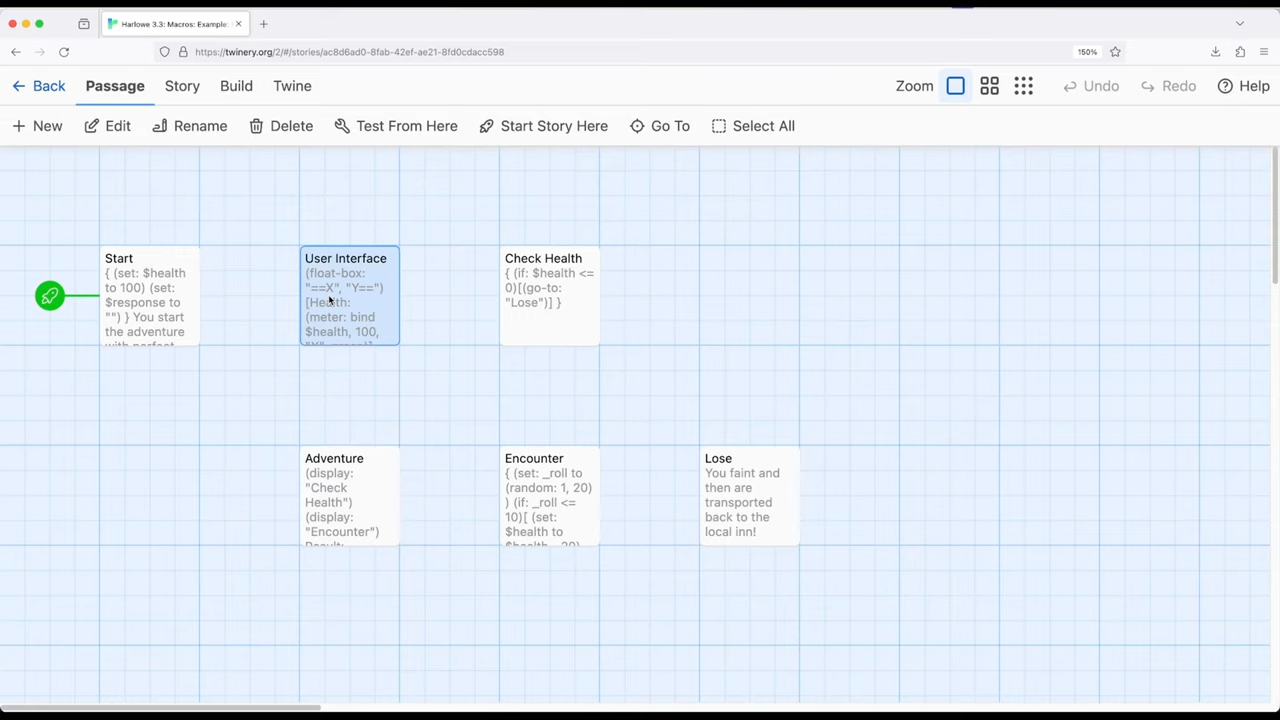 Harlowe 3.3: Macros: Example:
https://twinery.org/2/#/stories/ac8d6ad0-8fab-42ef-ae21-8fd0cdacc598
150%
Back
Passage
Story
Build
Twine
Zoom
Undo
Redo
Help
New
Edit
Rename
Delete
Test From Here
Start Story Here
Go To
Select All
Start
{ (set: $health
to 100) (set:
$response to
"") } You start
the adventure
with perfect
User Interface
(float-box:
"==X", "Y==")
[Health:
(meter: bind
$health, 100,
Check Health
{ (if: $health <=
0)[(go-to:
"Lose")] }
Adventure
(display:
"Check
Health")
(display:
"Encounter")
Result:
Encounter
{ (set: _roll to
(random: 1, 20)
) (if: _roll <=
10)[ (set:
$health to
$health - 20)
Lose
You faint and
then are
transported
back to the
local inn!